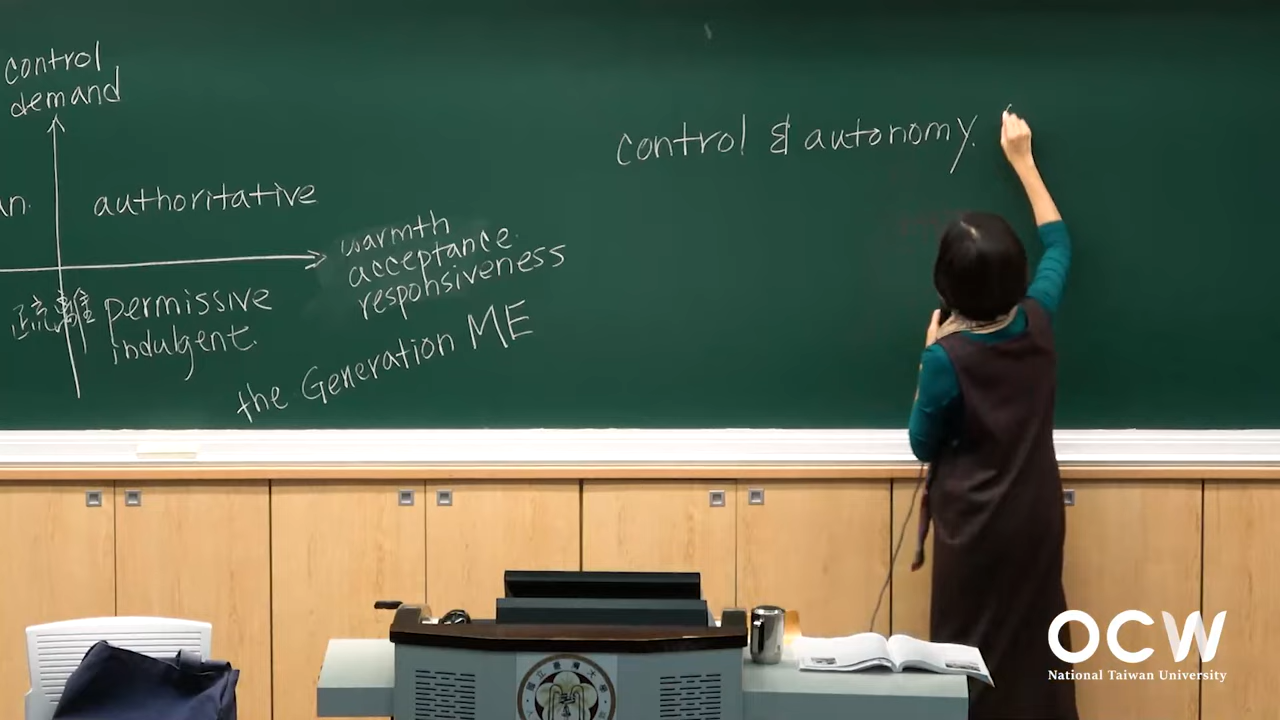 control
demand
an.
authoritative
warmth
acceptance.
responsiveness
疏離
permissive
indulgent.
the Generation ME
control & autonomy.
OCW
National Taiwan University